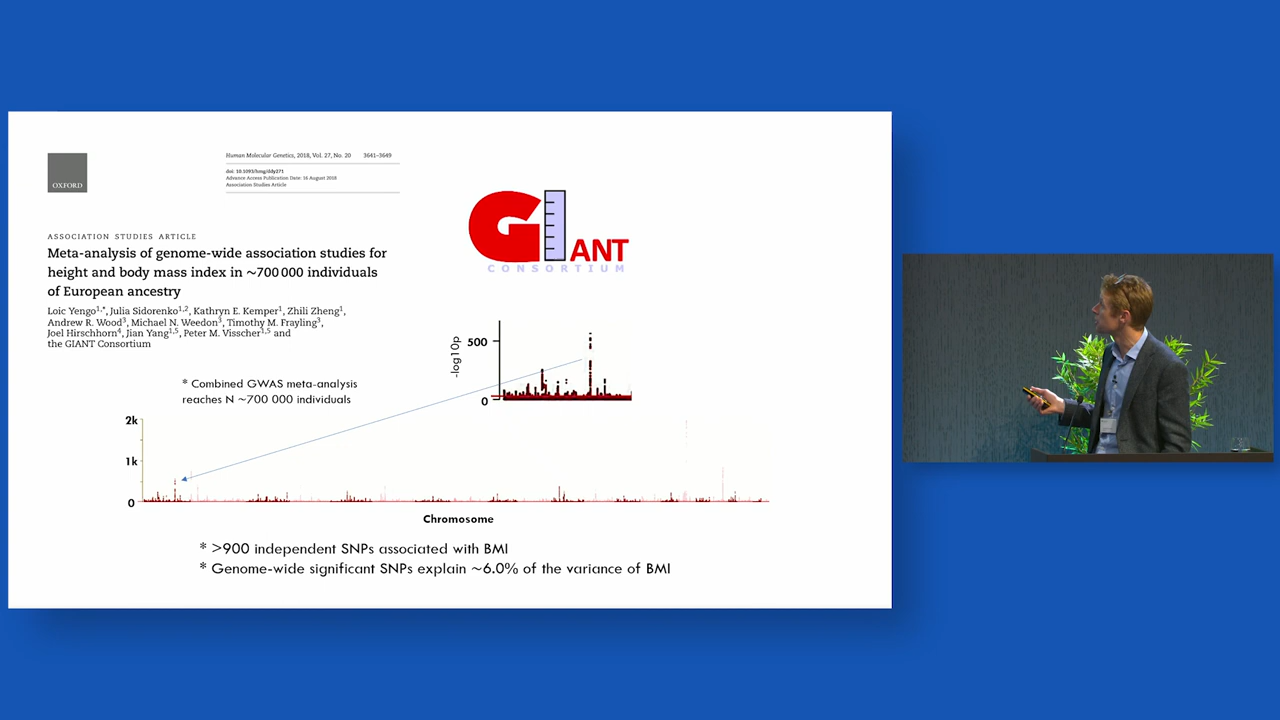 OXFORD
Human Molecular Genetics, 2018, Vol. 27, No. 20 3641–3649
doi: 10.1093/hmg/ddy271
Advance Access Publication Date: 16 August 2018
Association Studies Article
GIANT
CONSORTIUM
ASSOCIATION STUDIES ARTICLE
Meta-analysis of genome-wide association studies for
height and body mass index in ~700 000 individuals
of European ancestry
Loic Yengo1,*, Julia Sidorenko1,2, Kathryn E. Kemper1, Zhili Zheng1,
Andrew R. Wood3, Michael N. Weedon3, Timothy M. Frayling3,
Joel Hirschhorn4, Jian Yang1,5, Peter M. Visscher1,5 and
the GIANT Consortium
-log10p
500
0
* Combined GWAS meta-analysis
reaches N ~700 000 individuals
2k
1k
0
Chromosome
* >900 independent SNPs associated with BMI
* Genome-wide significant SNPs explain ~6.0% of the variance of BMI